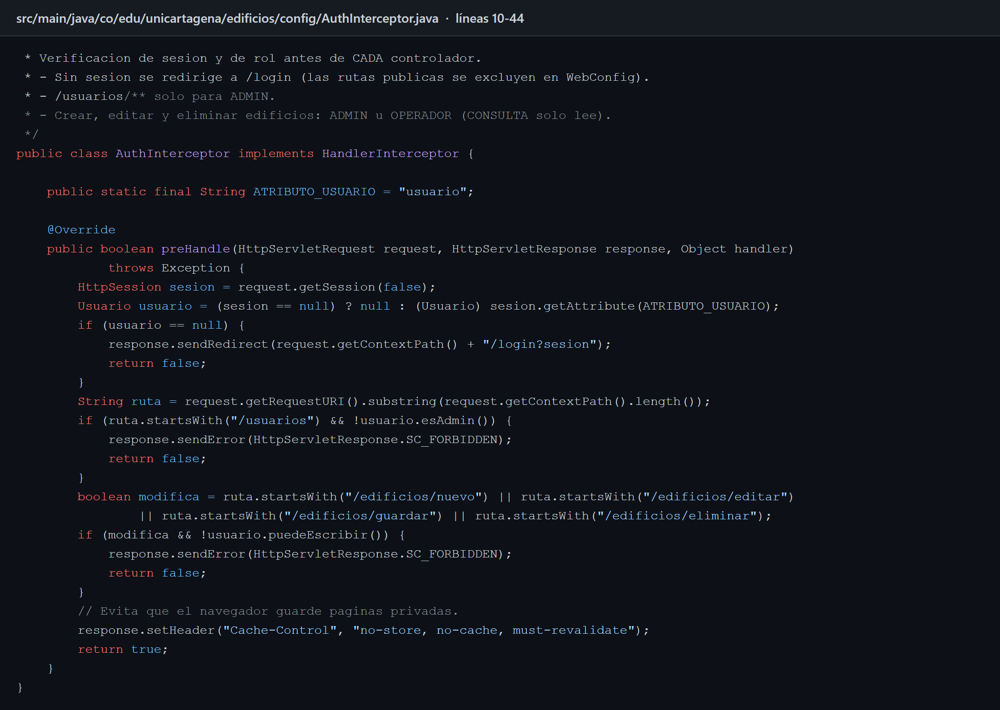 src/main/java/co/edu/unicartagena/edificios/config/AuthInterceptor.java · líneas 10-44
 * Verificacion de sesion y de rol antes de CADA controlador.
 * - Sin sesion se redirige a /login (las rutas publicas se excluyen en WebConfig).
 * - /usuarios/** solo para ADMIN.
 * - Crear, editar y eliminar edificios: ADMIN u OPERADOR (CONSULTA solo lee).
 */
public class AuthInterceptor implements HandlerInterceptor {

    public static final String ATRIBUTO_USUARIO = "usuario";

    @Override
    public boolean preHandle(HttpServletRequest request, HttpServletResponse response, Object handler)
            throws Exception {
        HttpSession sesion = request.getSession(false);
        Usuario usuario = (sesion == null) ? null : (Usuario) sesion.getAttribute(ATRIBUTO_USUARIO);
        if (usuario == null) {
            response.sendRedirect(request.getContextPath() + "/login?sesion");
            return false;
        }
        String ruta = request.getRequestURI().substring(request.getContextPath().length());
        if (ruta.startsWith("/usuarios") && !usuario.esAdmin()) {
            response.sendError(HttpServletResponse.SC_FORBIDDEN);
            return false;
        }
        boolean modifica = ruta.startsWith("/edificios/nuevo") || ruta.startsWith("/edificios/editar")
                || ruta.startsWith("/edificios/guardar") || ruta.startsWith("/edificios/eliminar");
        if (modifica && !usuario.puedeEscribir()) {
            response.sendError(HttpServletResponse.SC_FORBIDDEN);
            return false;
        }
        // Evita que el navegador guarde paginas privadas.
        response.setHeader("Cache-Control", "no-store, no-cache, must-revalidate");
        return true;
    }
}